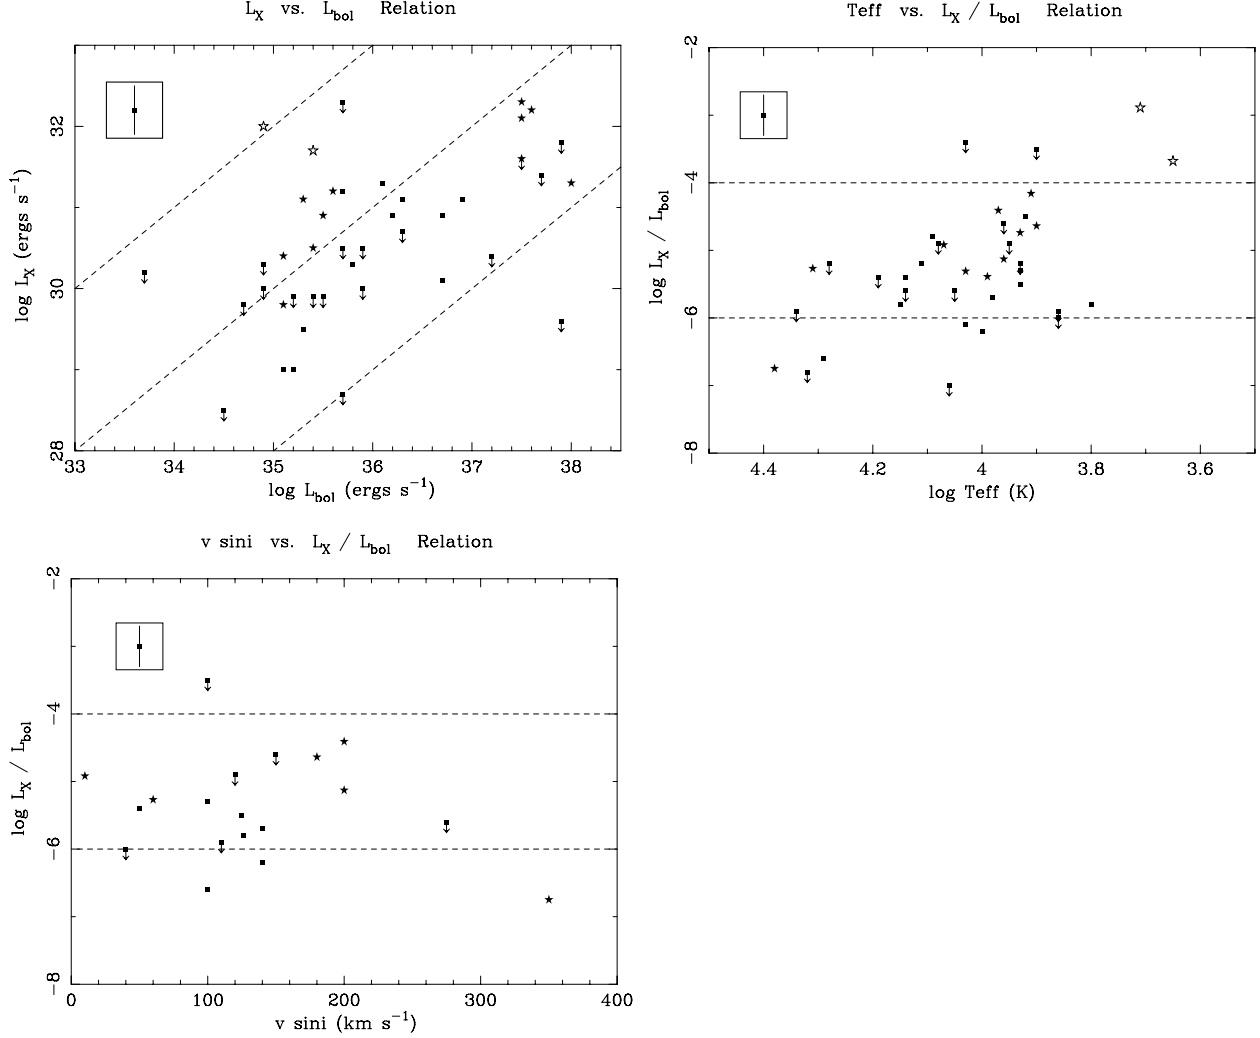 L_X vs. L_bol Relation
32
30
28
log L_X (ergs s^−1)
33 34 35 36 37 38
log L_bol (ergs s^−1)
Teff vs. L_X / L_bol Relation
−2
−4
−6
−8
log L_X / L_bol
4.4 4.2 4 3.8 3.6
log Teff (K)
v sini vs. L_X / L_bol Relation
−2
−4
−6
−8
log L_X / L_bol
0 100 200 300 400
v sini (km s^−1)